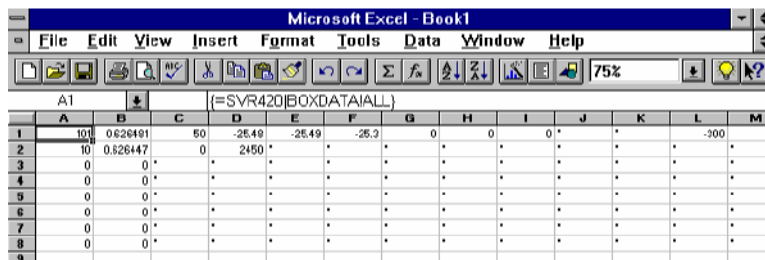 Microsoft Excel - Book1
File Edit View Insert Format Tools Data Window Help
75%
A1 {=SVR420|BOXDATA!ALL}
A B C D E F G H I J K L M
1 101 0.626491 50 -25.49 -25.49 -25.3 0 0 0 * * -300 *
2 10 0.626447 0 2450 * * * * * * * * *
3 0 0 * * * * * * * * * * *
4 0 0 * * * * * * * * * * *
5 0 0 * * * * * * * * * * *
6 0 0 * * * * * * * * * * *
7 0 0 * * * * * * * * * * *
8 0 0 * * * * * * * * * * *
9